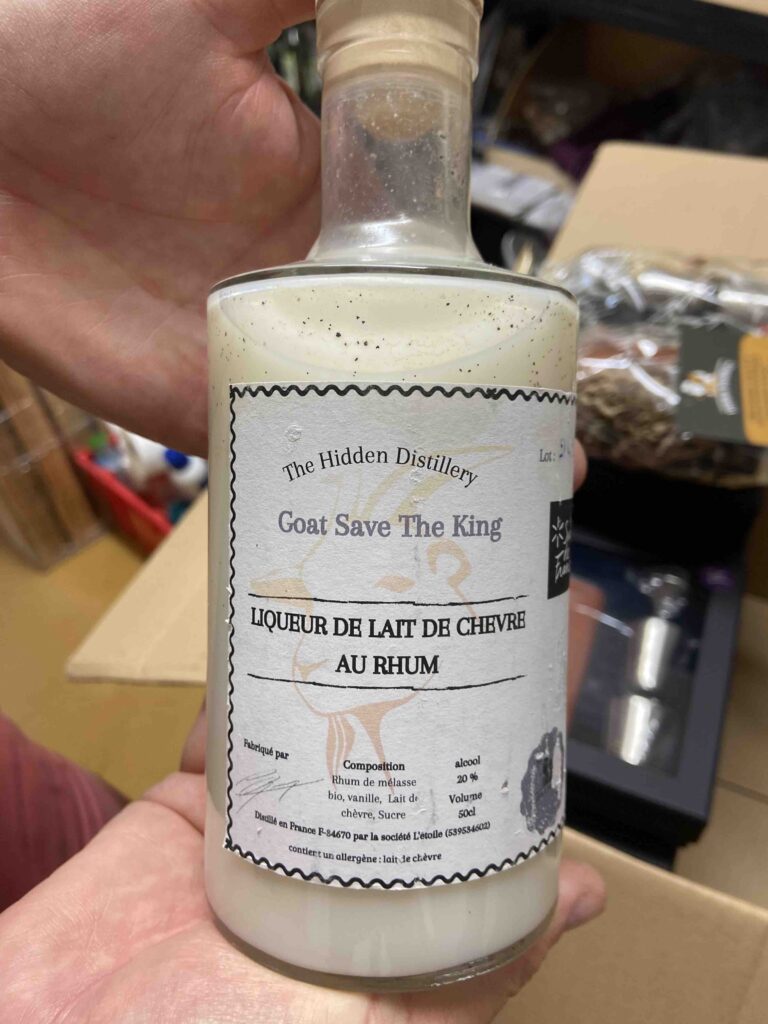 The Hidden Distillery
Lot :
Goat Save The King
LIQUEUR DE LAIT DE CHEVRE
AU RHUM
Fabriqué par
Composition
Rhum de mélasse
bio, vanille, Lait de
chèvre, Sucre
alcool
20 %
Volume
50cl
Distillé en France F-84670 par la société L'étoile (539534602)
contient un allergène : lait de chèvre